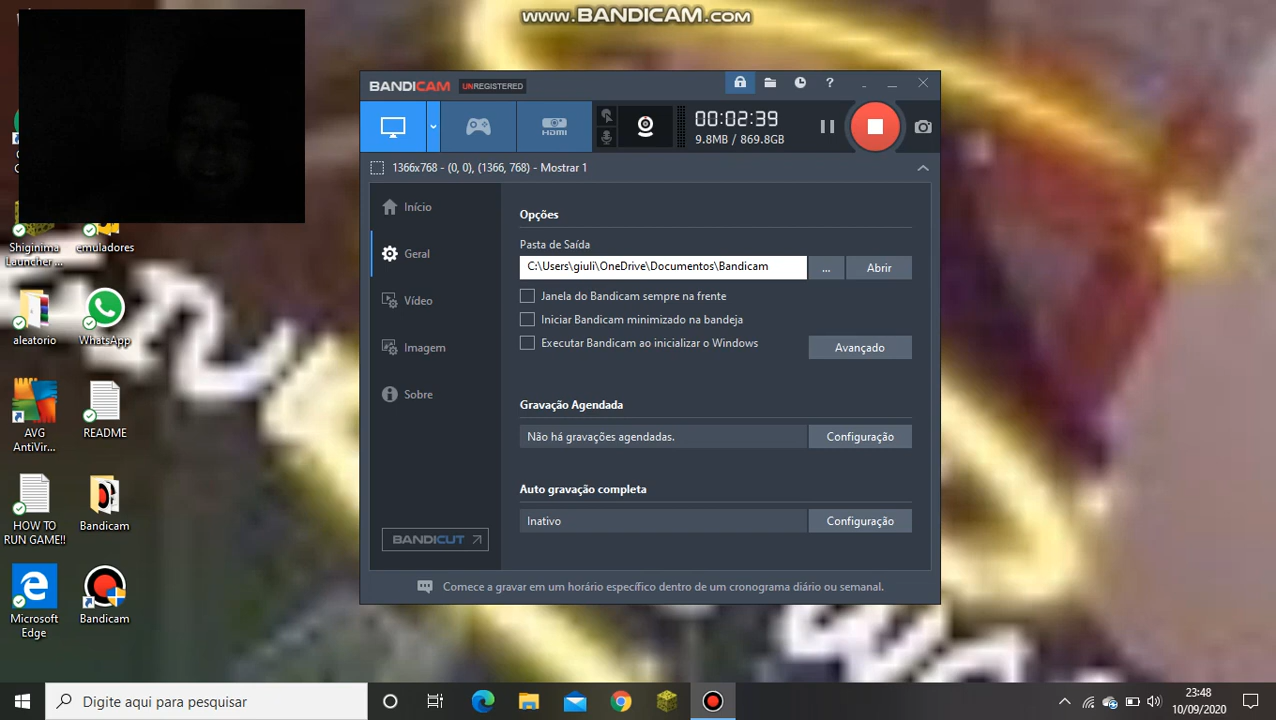 www.BANDICAM.com
BANDICAM UNREGISTERED
?
HDMI
00:02:39
9.8MB / 869.8GB
1366x768 - (0, 0), (1366, 768) - Mostrar 1
Início
Geral
Vídeo
Imagem
Sobre
BANDICUT
Opções
Pasta de Saída
C:\Users\giuli\OneDrive\Documentos\Bandicam
...
Abrir
Janela do Bandicam sempre na frente
Iniciar Bandicam minimizado na bandeja
Executar Bandicam ao inicializar o Windows
Avançado
Gravação Agendada
Não há gravações agendadas.
Configuração
Auto gravação completa
Inativo
Configuração
Comece a gravar em um horário específico dentro de um cronograma diário ou semanal.
Shiginima
Launcher ...
emuladores
aleatorio
WhatsApp
AVG
AntiVir...
README
HOW TO
RUN GAME!!
Bandicam
Microsoft
Edge
Bandicam
Digite aqui para pesquisar
23:48
10/09/2020